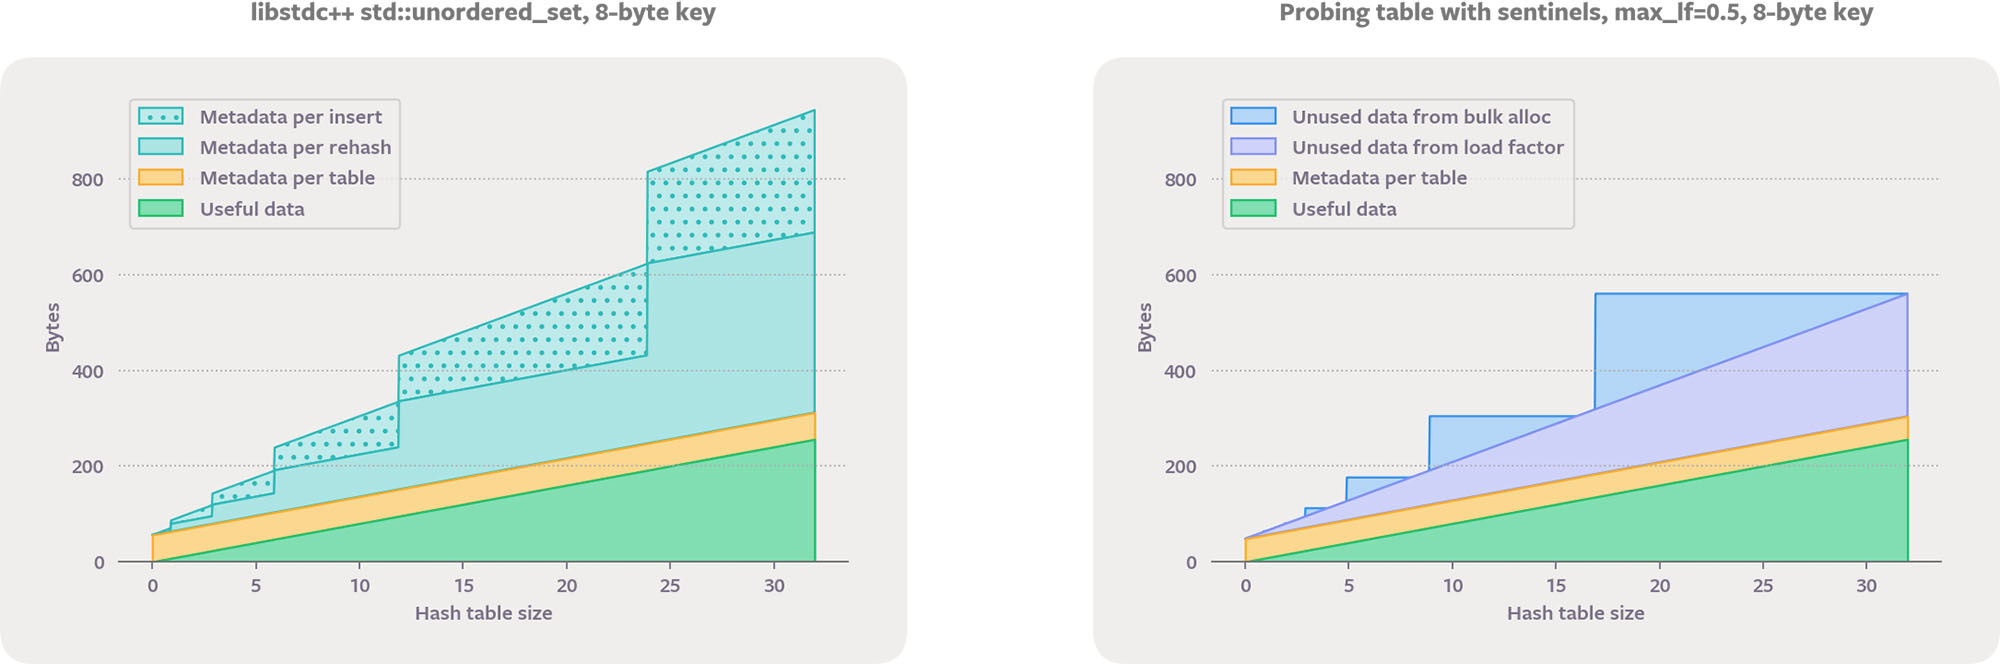 libstdc++ std::unordered_set, 8-byte key
Metadata per insert
Metadata per rehash
Metadata per table
Useful data
800
600
400
200
0
Bytes
0 5 10 15 20 25 30
Hash table size
Probing table with sentinels, max_lf=0.5, 8-byte key
Unused data from bulk alloc
Unused data from load factor
Metadata per table
Useful data
800
600
400
200
0
Bytes
0 5 10 15 20 25 30
Hash table size